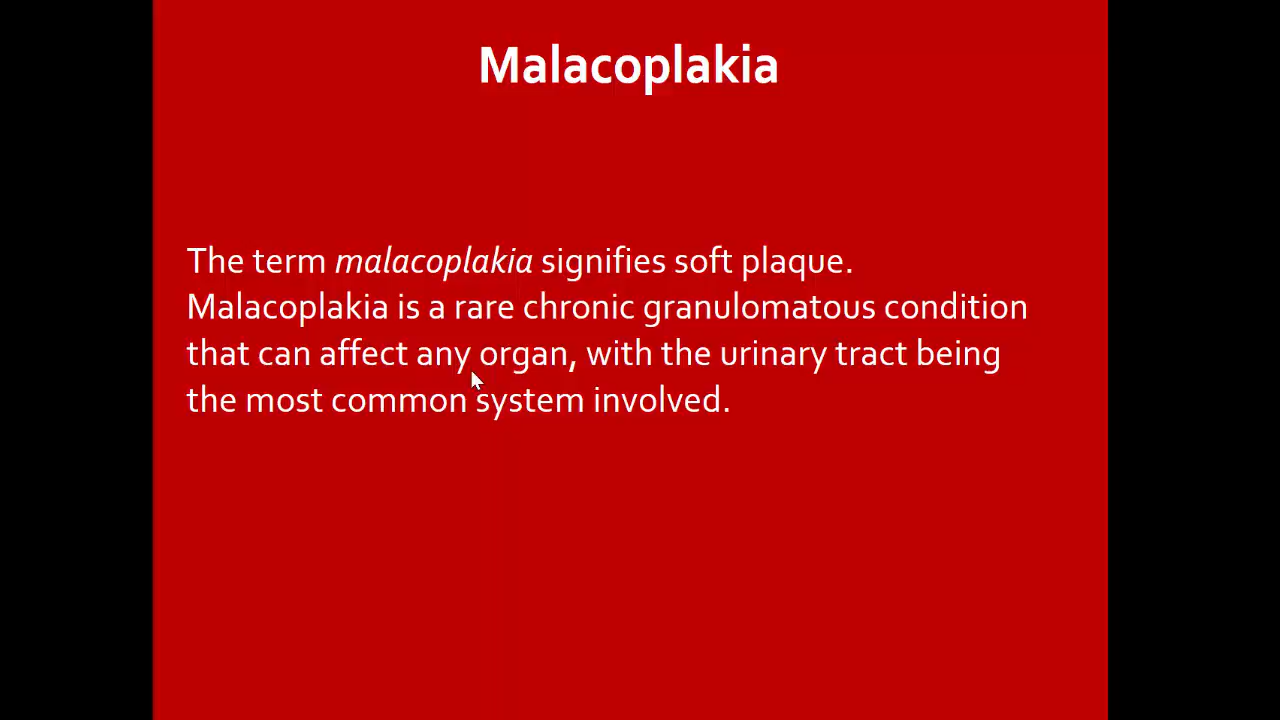 Malacoplakia
The term malacoplakia signifies soft plaque.
Malacoplakia is a rare chronic granulomatous condition
that can affect any organ, with the urinary tract being
the most common system involved.